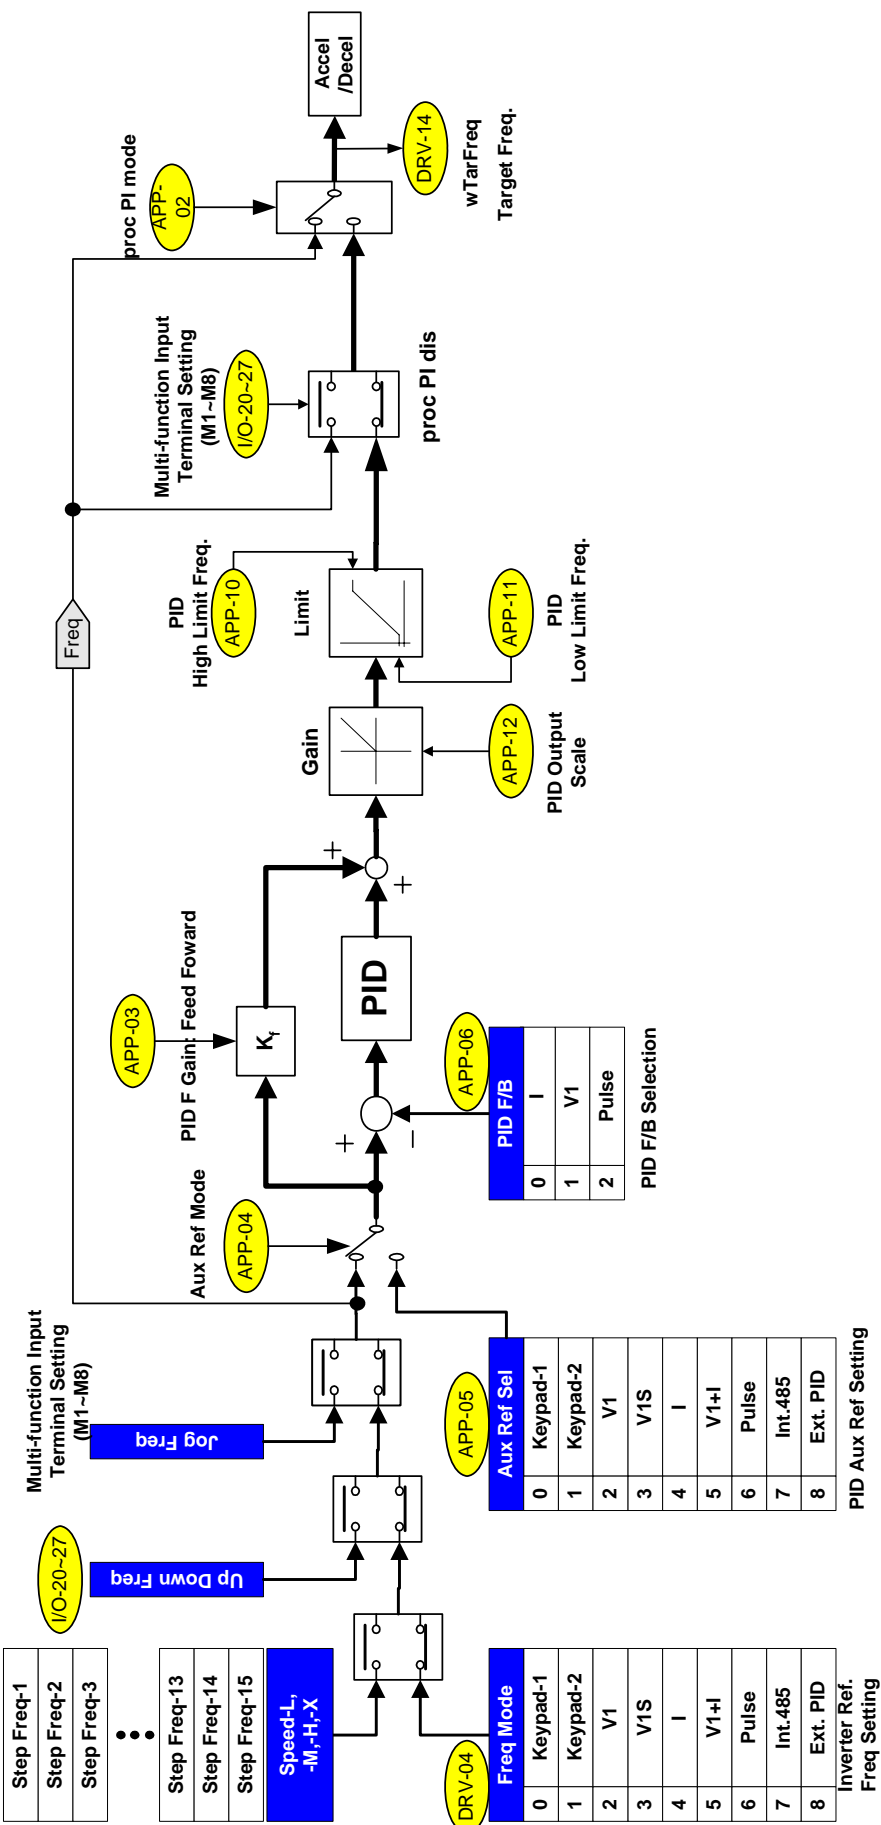 Step Freq-1
Step Freq-2
Step Freq-3
Step Freq-13
Step Freq-14
Step Freq-15
Speed-L,
-M,-H,-X
DRV-04
Freq Mode
0 Keypad-1
1 Keypad-2
2 V1
3 V1S
4 I
5 V1+I
6 Pulse
7 Int.485
8 Ext. PID
Inverter Ref.
Freq Setting
I/O-20~27
Up Down Freq
Multi-function Input
Terminal Setting
(M1~M8)
Jog Freq
APP-05
Aux Ref Sel
0 Keypad-1
1 Keypad-2
2 V1
3 V1S
4 I
5 V1+I
6 Pulse
7 Int.485
8 Ext. PID
PID Aux Ref Setting
Aux Ref Mode
APP-04
APP-03
PID F Gain: Feed Foward
Kf
+
−
PID
APP-06
PID F/B
0 I
1 V1
2 Pulse
PID F/B Selection
+
+
Freq
Gain
APP-12
PID Output
Scale
PID
High Limit Freq.
APP-10
Limit
APP-11
PID
Low Limit Freq.
Multi-function Input
Terminal Setting
(M1~M8)
I/O-20~27
proc PI dis
proc PI mode
APP-
02
Accel
/Decel
DRV-14
wTarFreq
Target Freq.